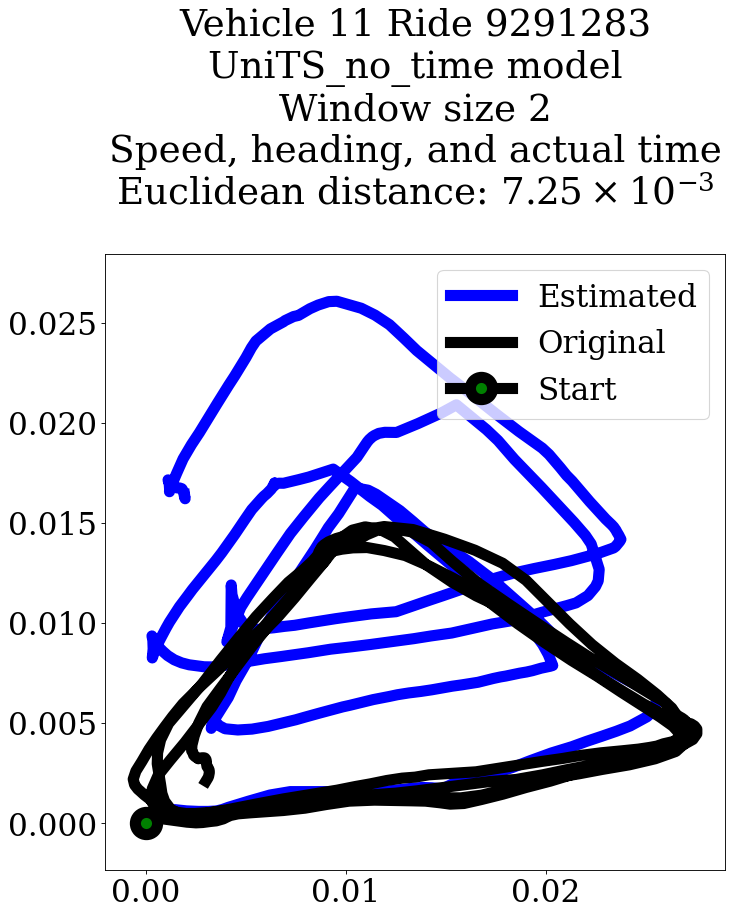 Vehicle 11 Ride 9291283
UniTS_no_time model
Window size 2
Speed, heading, and actual time
Euclidean distance: 7.25 × 10⁻³
Estimated
Original
Start
0.025
0.020
0.015
0.010
0.005
0.000
0.00 0.01 0.02